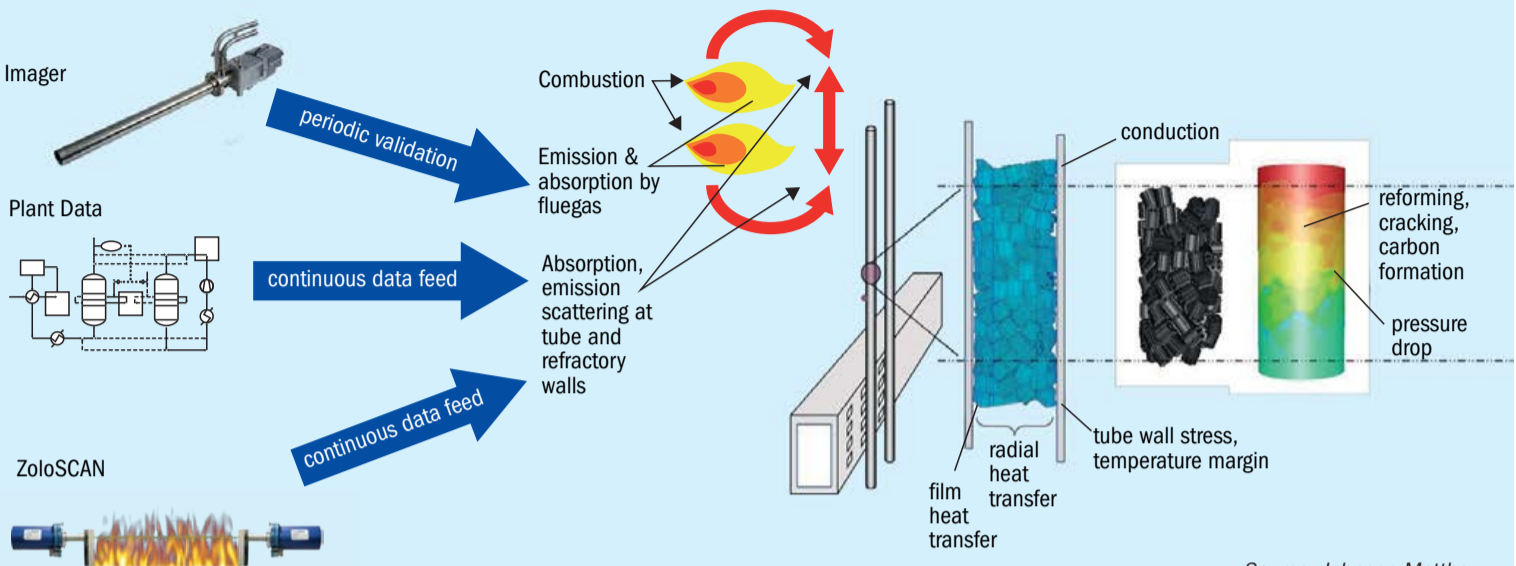 Imager
periodic validation
Plant Data
continuous data feed
ZoloSCAN
continuous data feed
Combustion
Emission &
absorption by
fluegas
Absorption,
emission
scattering at
tube and
refractory
walls
conduction
reforming,
cracking,
carbon
formation
pressure
drop
tube wall stress,
temperature margin
radial
heat
transfer
film
heat
transfer